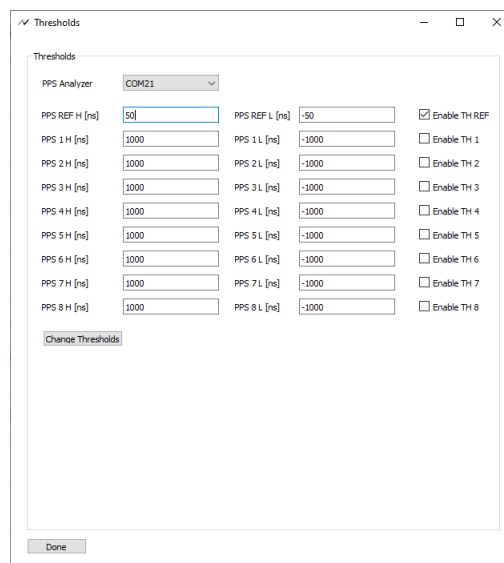 Thresholds
Thresholds
PPS Analyzer COM21
PPS REF H [ns] 50 PPS REF L [ns] -50 Enable TH REF
PPS 1 H [ns] 1000 PPS 1 L [ns] -1000 Enable TH 1
PPS 2 H [ns] 1000 PPS 2 L [ns] -1000 Enable TH 2
PPS 3 H [ns] 1000 PPS 3 L [ns] -1000 Enable TH 3
PPS 4 H [ns] 1000 PPS 4 L [ns] -1000 Enable TH 4
PPS 5 H [ns] 1000 PPS 5 L [ns] -1000 Enable TH 5
PPS 6 H [ns] 1000 PPS 6 L [ns] -1000 Enable TH 6
PPS 7 H [ns] 1000 PPS 7 L [ns] -1000 Enable TH 7
PPS 8 H [ns] 1000 PPS 8 L [ns] -1000 Enable TH 8
Change Thresholds
Done